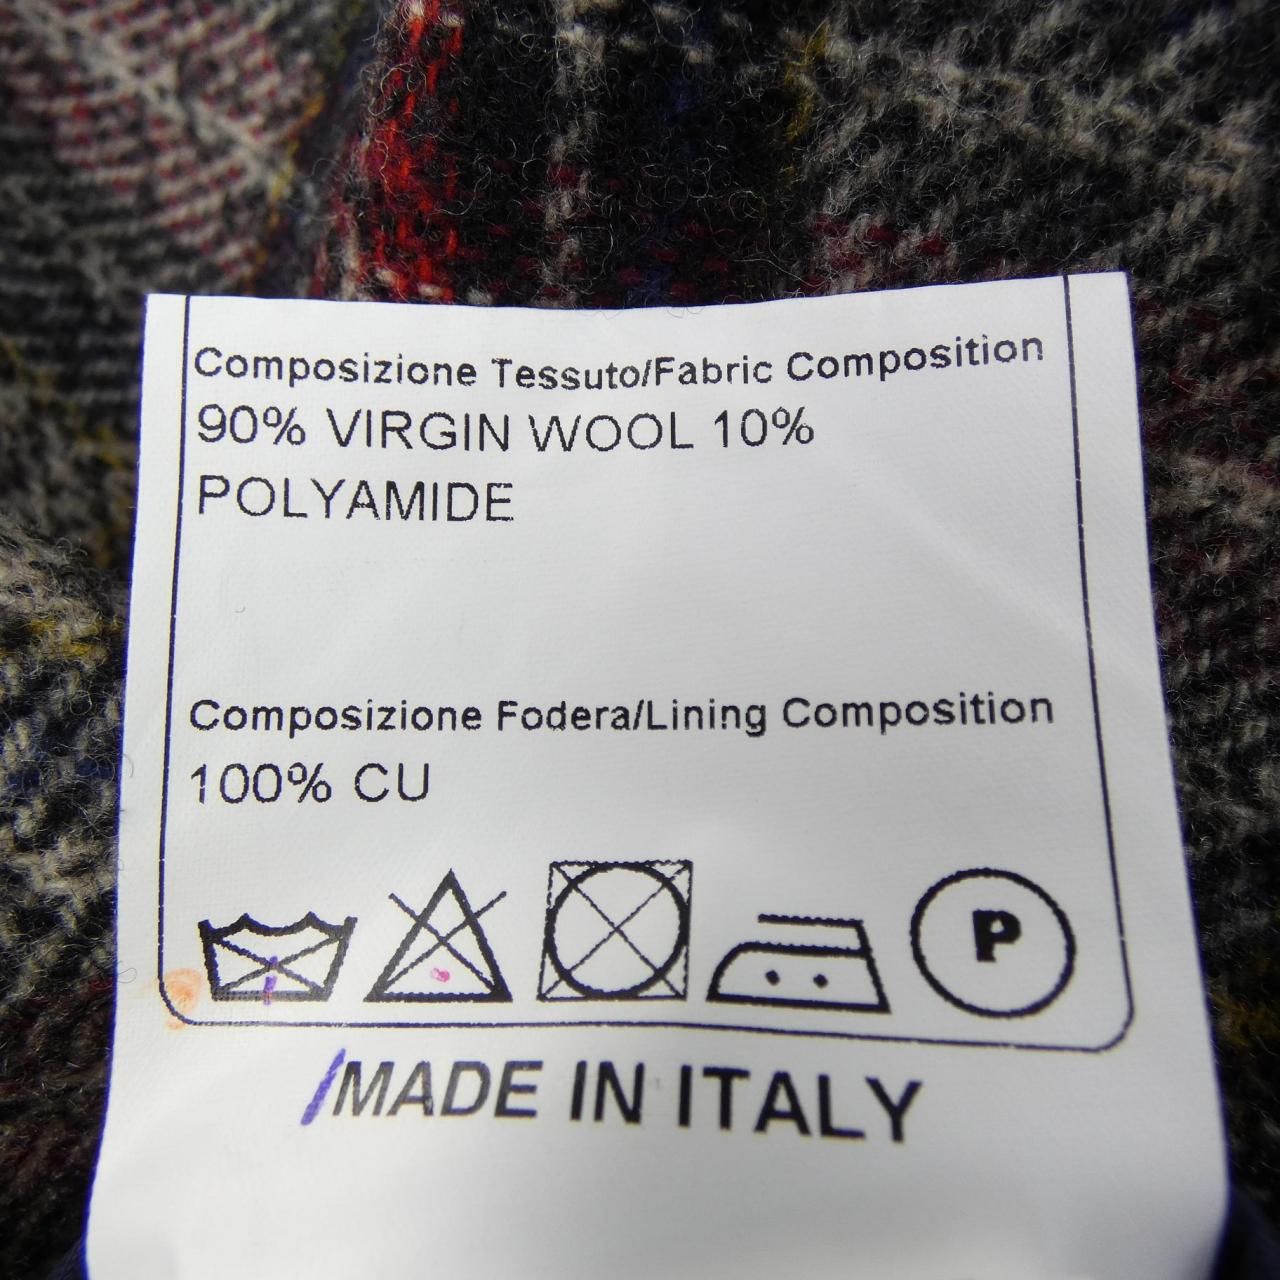 Composizione Tessuto/Fabric Composition
90% VIRGIN WOOL 10%
POLYAMIDE
Composizione Fodera/Lining Composition
100% CU
P
MADE IN ITALY